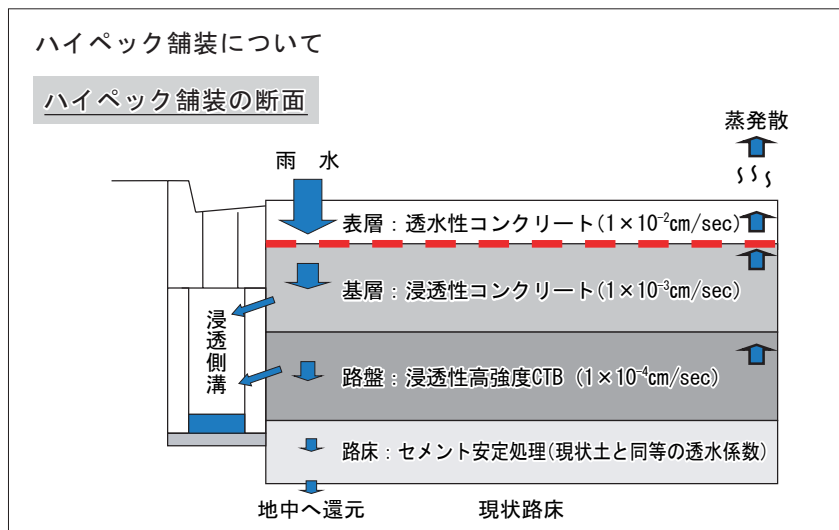 ハイペック舗装について
ハイペック舗装の断面
蒸発散
雨 水
表層:透水性コンクリート(1×10⁻²cm/sec)
基層:浸透性コンクリート(1×10⁻³cm/sec)
浸透側溝
路盤:浸透性高強度CTB (1×10⁻⁴cm/sec)
路床:セメント安定処理(現状土と同等の透水係数)
地中へ還元
現状路床